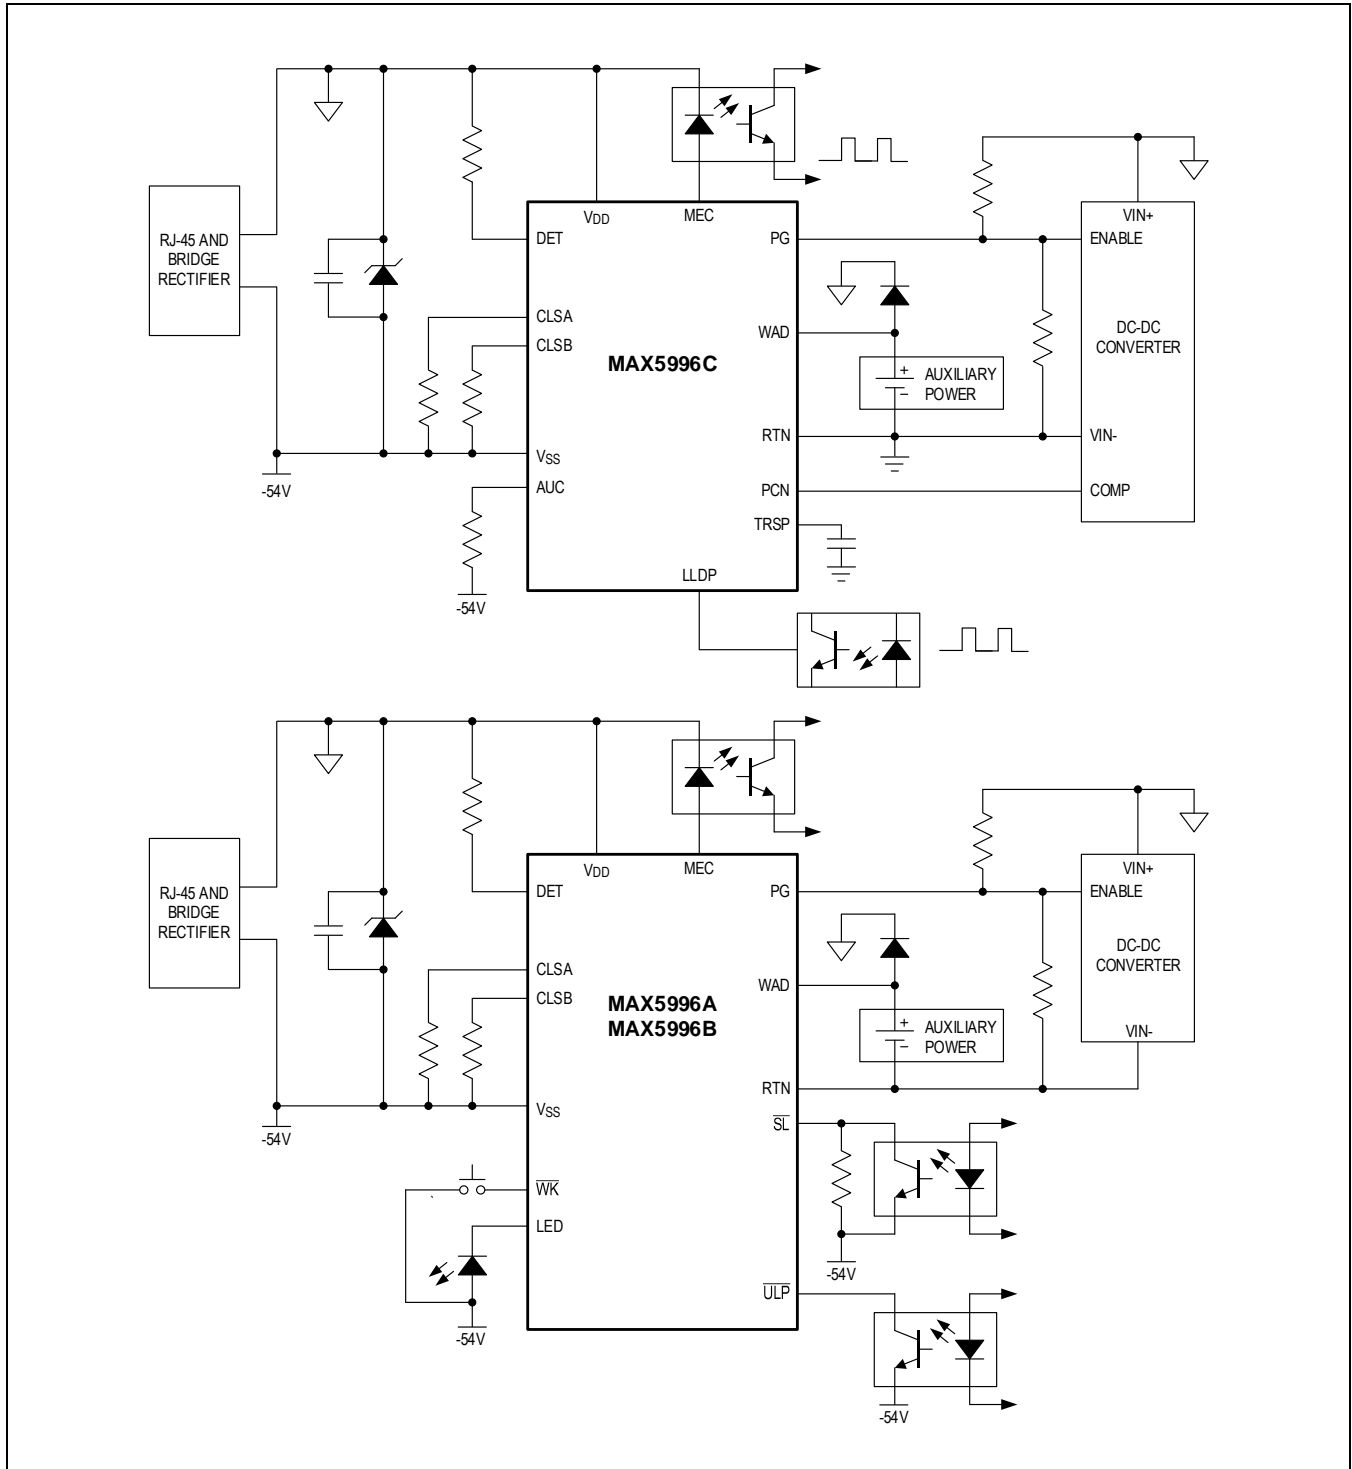 VDD
MEC
RJ-45 AND
BRIDGE
RECTIFIER
DET
PG
VIN+
ENABLE
CLSA
CLSB
MAX5996C
WAD
+
−
AUXILIARY
POWER
DC-DC
CONVERTER
RTN
VIN-
VSS
-54V
AUC
PCN
COMP
TRSP
-54V
LLDP
VDD
MEC
RJ-45 AND
BRIDGE
RECTIFIER
DET
PG
VIN+
ENABLE
CLSA
CLSB
MAX5996A
MAX5996B
WAD
+
−
AUXILIARY
POWER
DC-DC
CONVERTER
VIN-
RTN
VSS
-54V
SL
WK
LED
-54V
-54V
ULP
-54V